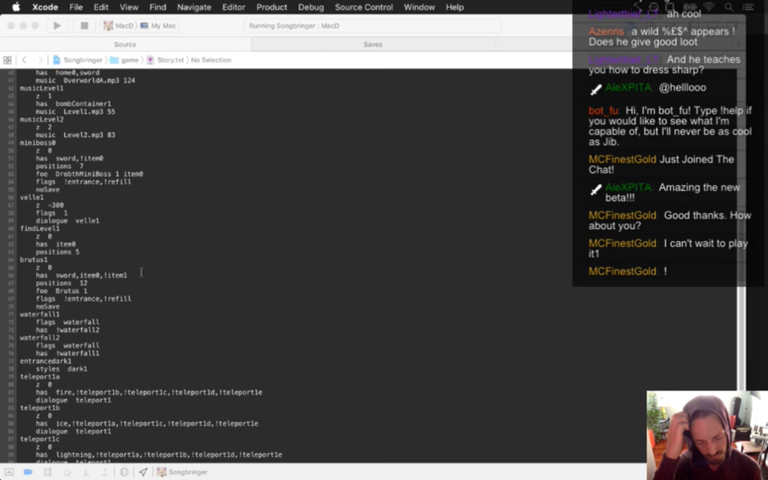 Xcode File Edit View Find Navigate Editor Product Debug Source Control Window Help
MacD My Mac
Running Songbringer : MacD
Source
Saves
Songbringer game Story.txt No Selection
has home0,sword
music OverworldA.mp3 124
musicLevel1
z 1
has bombContainer1
music Level1.mp3 55
musicLevel2
z 2
music Level2.mp3 83
miniboss0
z 0
has sword,!item0
positions 7
foe DrobthMiniBoss 1 item0
flags !entrance,!refill
noSave
velle1
z -300
flags 1
dialogue velle1
findLevel1
z 0
has item0
positions 5
brutus1
z 0
has sword,item0,!item1
positions 12
foe Brutus 1
flags !entrance,!refill
noSave
waterfall1
flags waterfall
has !waterfall2
waterfall2
flags waterfall
has !waterfall1
entrancedark1
z 0
styles dark1
teleport1a
z 0
has fire,!teleport1b,!teleport1c,!teleport1d,!teleport1e
dialogue teleport1
teleport1b
z 0
has ice,!teleport1a,!teleport1c,!teleport1d,!teleport1e
dialogue teleport1
teleport1c
z 0
has lightning,!teleport1a,!teleport1b,!teleport1d,!teleport1e
Songbringer
ah cool
Azenris: a wild %£$^ appears !
Does he give good loot
And he teaches
you how to dress sharp?
AleXPITA: @helllooo
bot_fu: Hi, I'm bot_fu! Type !help if
you would like to see what I'm
capable of, but I'll never be as cool
as Jib.
MCFinestGold Just Joined The
Chat!
AleXPITA: Amazing the new
beta!!!
MCFinestGold: Good thanks. How
about you?
MCFinestGold: I can't wait to play
it1
MCFinestGold: !